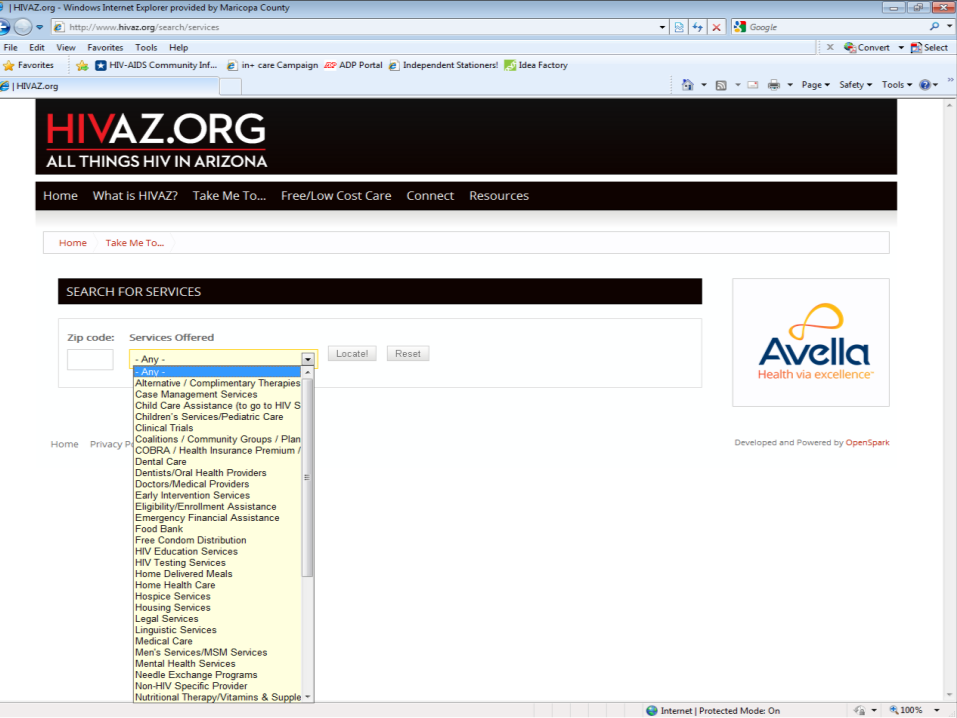 | HIVAZ.org - Windows Internet Explorer provided by Maricopa County
http://www.hivaz.org/search/services
Google
File Edit View Favorites Tools Help
Convert Select
Favorites HIV-AIDS Community Inf... in+ care Campaign ADP Portal Independent Stationers! Idea Factory
| HIVAZ.org
Page Safety Tools
HIVAZ.ORG
ALL THINGS HIV IN ARIZONA
Home What is HIVAZ? Take Me To... Free/Low Cost Care Connect Resources
Home Take Me To...
SEARCH FOR SERVICES
Zip code: Services Offered
- Any -
Locate! Reset
- Any -
Alternative / Complimentary Therapies
Case Management Services
Child Care Assistance (to go to HIV S
Children's Services/Pediatric Care
Clinical Trials
Coalitions / Community Groups / Plan
COBRA / Health Insurance Premium /
Dental Care
Dentists/Oral Health Providers
Doctors/Medical Providers
Early Intervention Services
Eligibility/Enrollment Assistance
Emergency Financial Assistance
Food Bank
Free Condom Distribution
HIV Education Services
HIV Testing Services
Home Delivered Meals
Home Health Care
Hospice Services
Housing Services
Legal Services
Linguistic Services
Medical Care
Men's Services/MSM Services
Mental Health Services
Needle Exchange Programs
Non-HIV Specific Provider
Nutritional Therapy/Vitamins & Supple
Avella
Health via excellence
Home Privacy P
Developed and Powered by OpenSpark
Internet | Protected Mode: On
100%